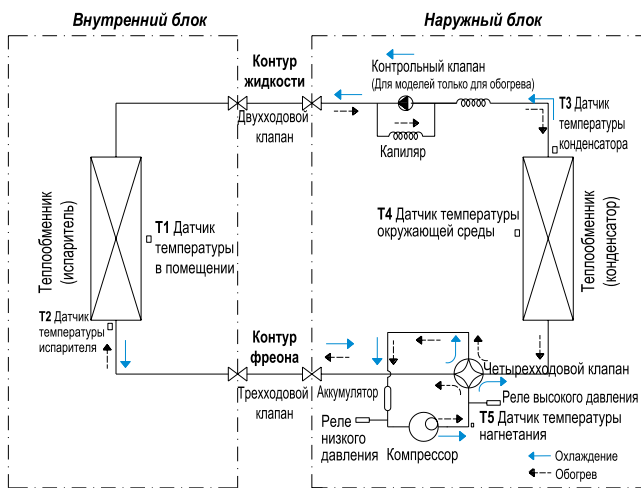 Внутренний блок
Наружный блок
Контур
жидкости
Двухходовой
клапан
Контрольный клапан
(Для моделей только для обогрева)
Капиляр
T3 Датчик
температуры
конденсатора
Теплообменник
(испаритель)
T1 Датчик
температуры
в помещении
T4 Датчик температуры
окружающей среды
Теплообменник
(конденсатор)
T2 Датчик
температуры
испарителя
Контур
фреона
Трехходовой
клапан
Аккумулятор
Четырехходовой клапан
Реле высокого давления
Реле
низкого
давления
Компрессор
T5 Датчик температуры
нагнетания
Охлаждение
Обогрев